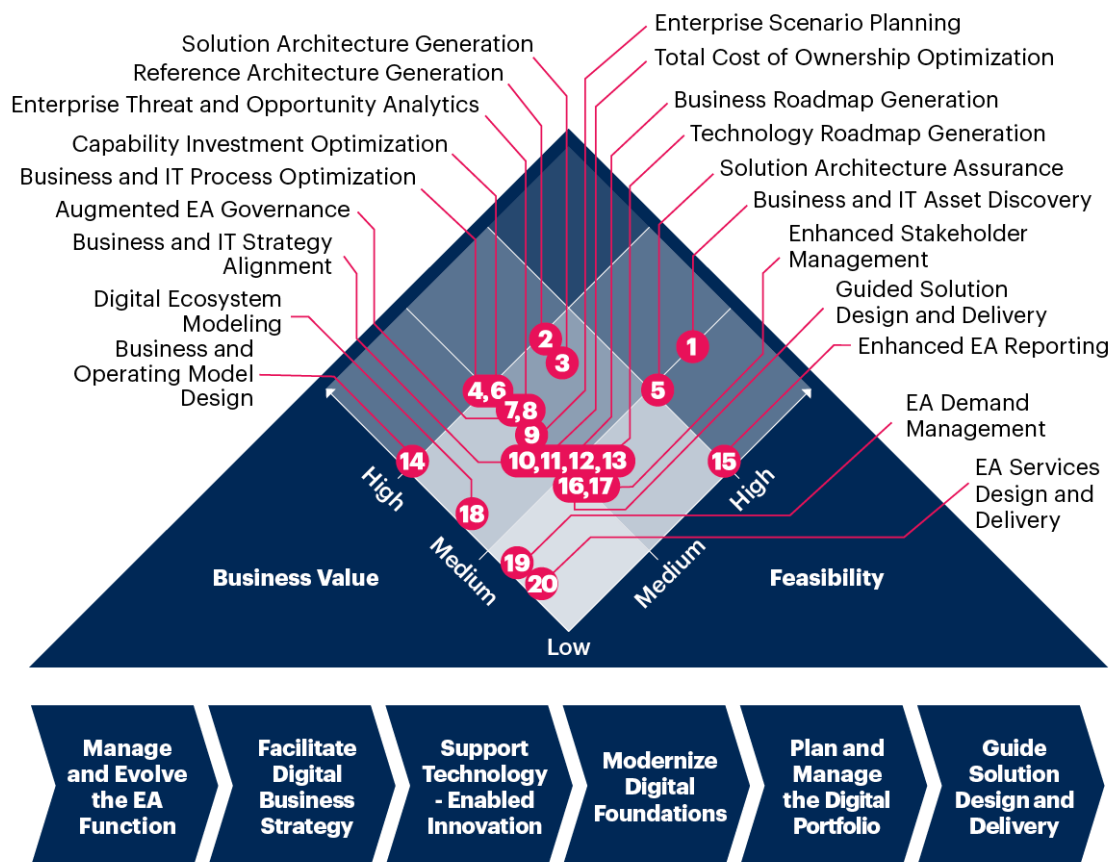 Solution Architecture Generation
Reference Architecture Generation
Enterprise Threat and Opportunity Analytics
Capability Investment Optimization
Business and IT Process Optimization
Augmented EA Governance
Business and IT Strategy
Alignment
Digital Ecosystem
Modeling
Business and
Operating Model
Design
Enterprise Scenario Planning
Total Cost of Ownership Optimization
Business Roadmap Generation
Technology Roadmap Generation
Solution Architecture Assurance
Business and IT Asset Discovery
Enhanced Stakeholder
Management
Guided Solution
Design and Delivery
Enhanced EA Reporting
EA Demand
Management
EA Services
Design and
Delivery
2
1
3
4,6
5
7,8
9
14
10,11,12,13
15
16,17
18
19
20
High
Medium
Low
Medium
High
Business Value
Feasibility
Manage
and Evolve
the EA
Function
Facilitate
Digital
Business
Strategy
Support
Technology
- Enabled
Innovation
Modernize
Digital
Foundations
Plan and
Manage
the Digital
Portfolio
Guide
Solution
Design and
Delivery